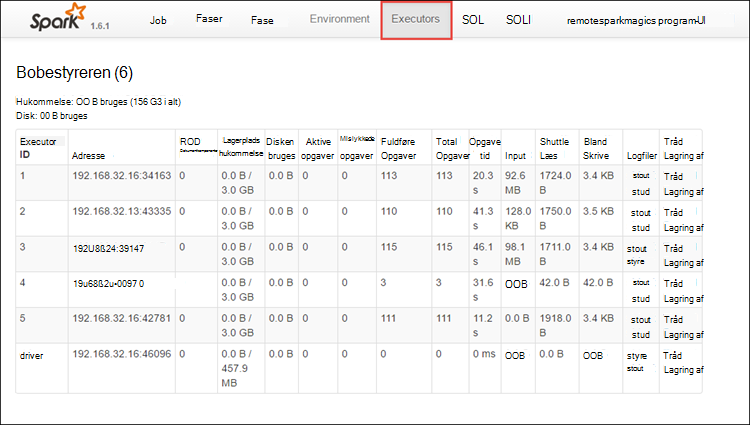 Spark 1.6.1 Job Faser Fase Environment Executors SOL SOLI remotesparkmagics program-UI
Bobestyreren (6)
Hukommelse: OO B bruges (156 G3 i alt)
Disk: 00 B bruges
Executor ID Adresse ROD Lagerplads hukommelse Disken bruges Aktive opgaver Mislykkede opgaver Fuldføre Opgaver Total Opgaver Opgave tid Input Shuttle Læs Bland Skrive Logfiler Tråd Lagring af
1 192.168.32.16:34163 0 0.0 B / 3.0 GB 0.0 B 0 0 113 113 20.3 s 92.6 MB 1724.0 B 3.4 KB stout stud Tråd Lagring af
2 192.168.32.13:43335 0 0.0 B / 3.0 GB 0.0 B 0 0 110 110 41.3 s 128.0 KB 1750.0 B 3.5 KB stout stud Tråd Lagring af
3 192U8ß24:39147 0 0.0 B / 3.0 GB 0.0 B 0 0 115 115 46.1 s 98.1 MB 1711.0 B 3.4 KB stout styre Tråd Lagring af
4 19u68ß2u•0097 0 0 0.0 B / 3.0 GB 0.0 B 0 0 3 3 31.6 s OOB 42.0 B 42.0 B stout stud Tråd Lagring af
5 192.168.32.16:42781 0 0.0 B / 3.0 GB 0.0 B 0 0 111 111 11.2 s 0.0 B 1918.0 B 3.4 KB stout stud Tråd Lagring af
driver 192.168.32.16:46096 0 0.0 B / 457.9 MB 0.0 B 0 0 0 0 0 ms OOB 0.0 B OOB styre stout Tråd Lagring af